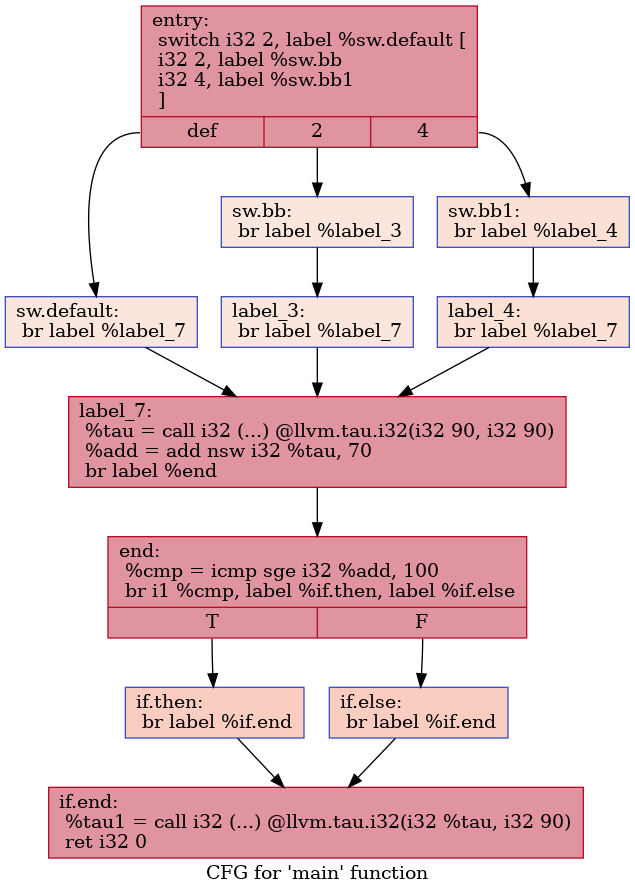 entry:
switch i32 2, label %sw.default [
i32 2, label %sw.bb
i32 4, label %sw.bb1
]
def 2 4
sw.bb:
br label %label_3
sw.bb1:
br label %label_4
sw.default:
br label %label_7
label_3:
br label %label_7
label_4:
br label %label_7
label_7:
%tau = call i32 (...) @llvm.tau.i32(i32 90, i32 90)
%add = add nsw i32 %tau, 70
br label %end
end:
%cmp = icmp sge i32 %add, 100
br i1 %cmp, label %if.then, label %if.else
T F
if.then:
br label %if.end
if.else:
br label %if.end
if.end:
%tau1 = call i32 (...) @llvm.tau.i32(i32 %tau, i32 90)
ret i32 0
CFG for 'main' function